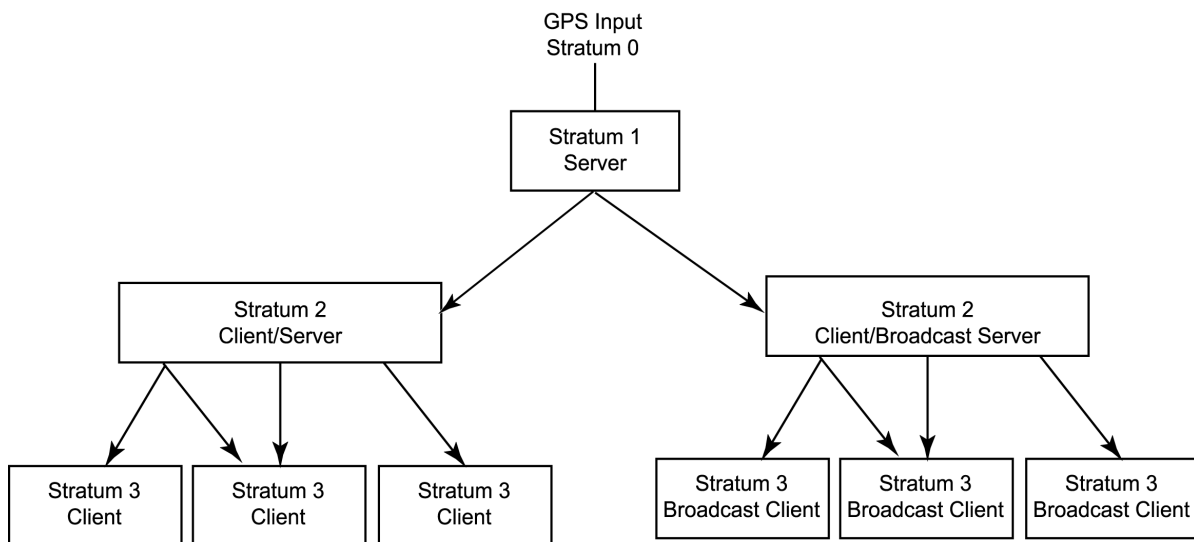 GPS Input
Stratum 0
Stratum 1
Server
Stratum 2
Client/Server
Stratum 2
Client/Broadcast Server
Stratum 3
Client
Stratum 3
Client
Stratum 3
Client
Stratum 3
Broadcast Client
Stratum 3
Broadcast Client
Stratum 3
Broadcast Client